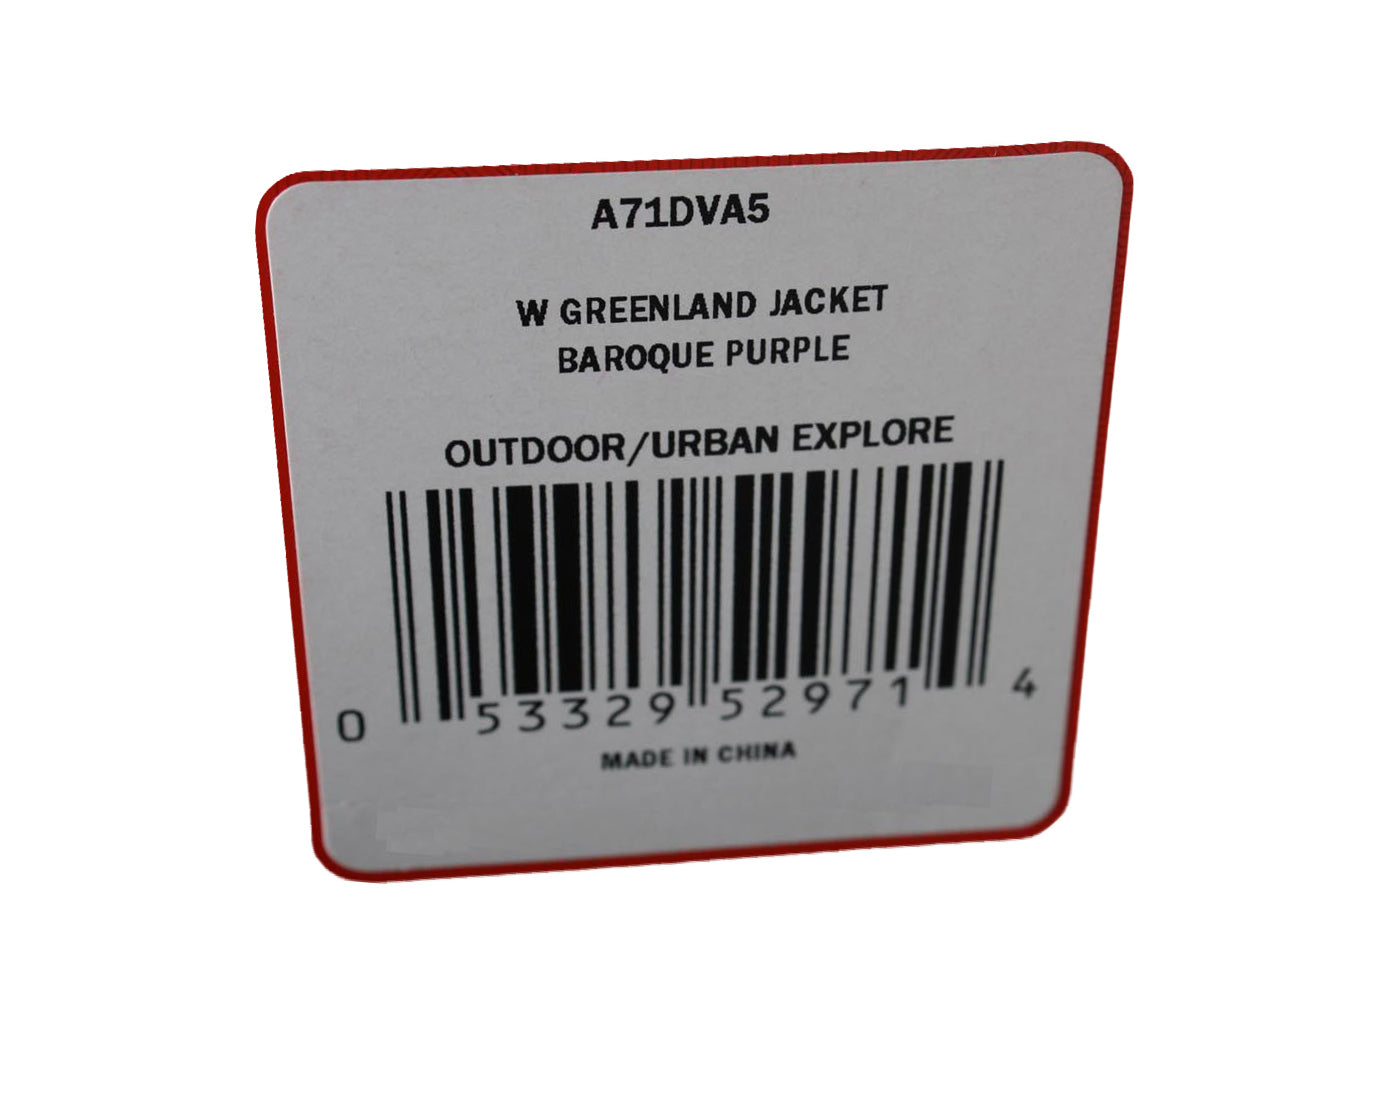 A71DVA5
W GREENLAND JACKET
BAROQUE PURPLE
OUTDOOR/URBAN EXPLORE
0 53329 52971 4
MADE IN CHINA